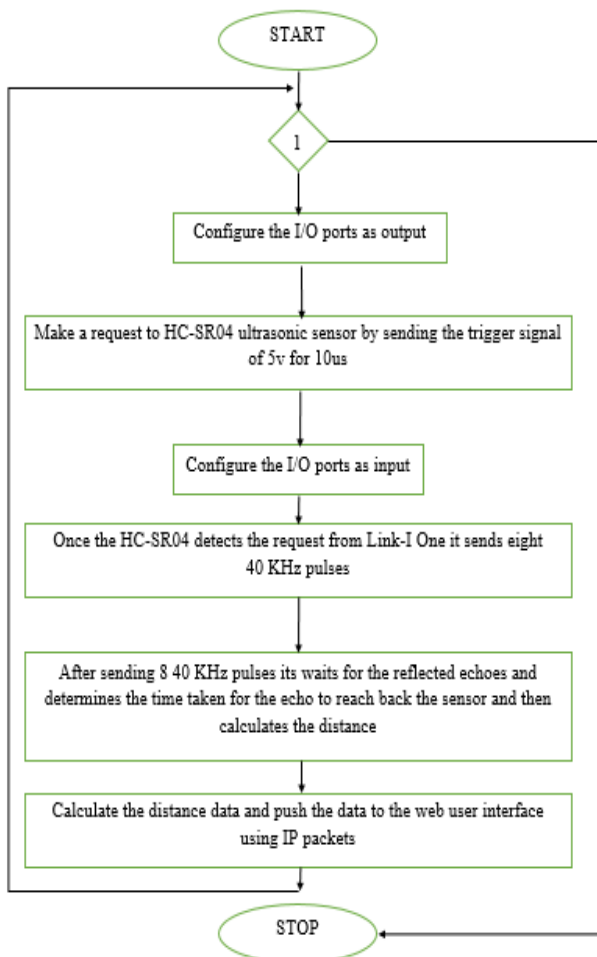 START
1
Configure the I/O ports as output
Make a request to HC-SR04 ultrasonic sensor by sending the trigger signal
of 5v for 10us
Configure the I/O ports as input
Once the HC-SR04 detects the request from Link-I One it sends eight
40 KHz pulses
After sending 8 40 KHz pulses its waits for the reflected echoes and
determines the time taken for the echo to reach back the sensor and then
calculates the distance
Calculate the distance data and push the data to the web user interface
using IP packets
STOP